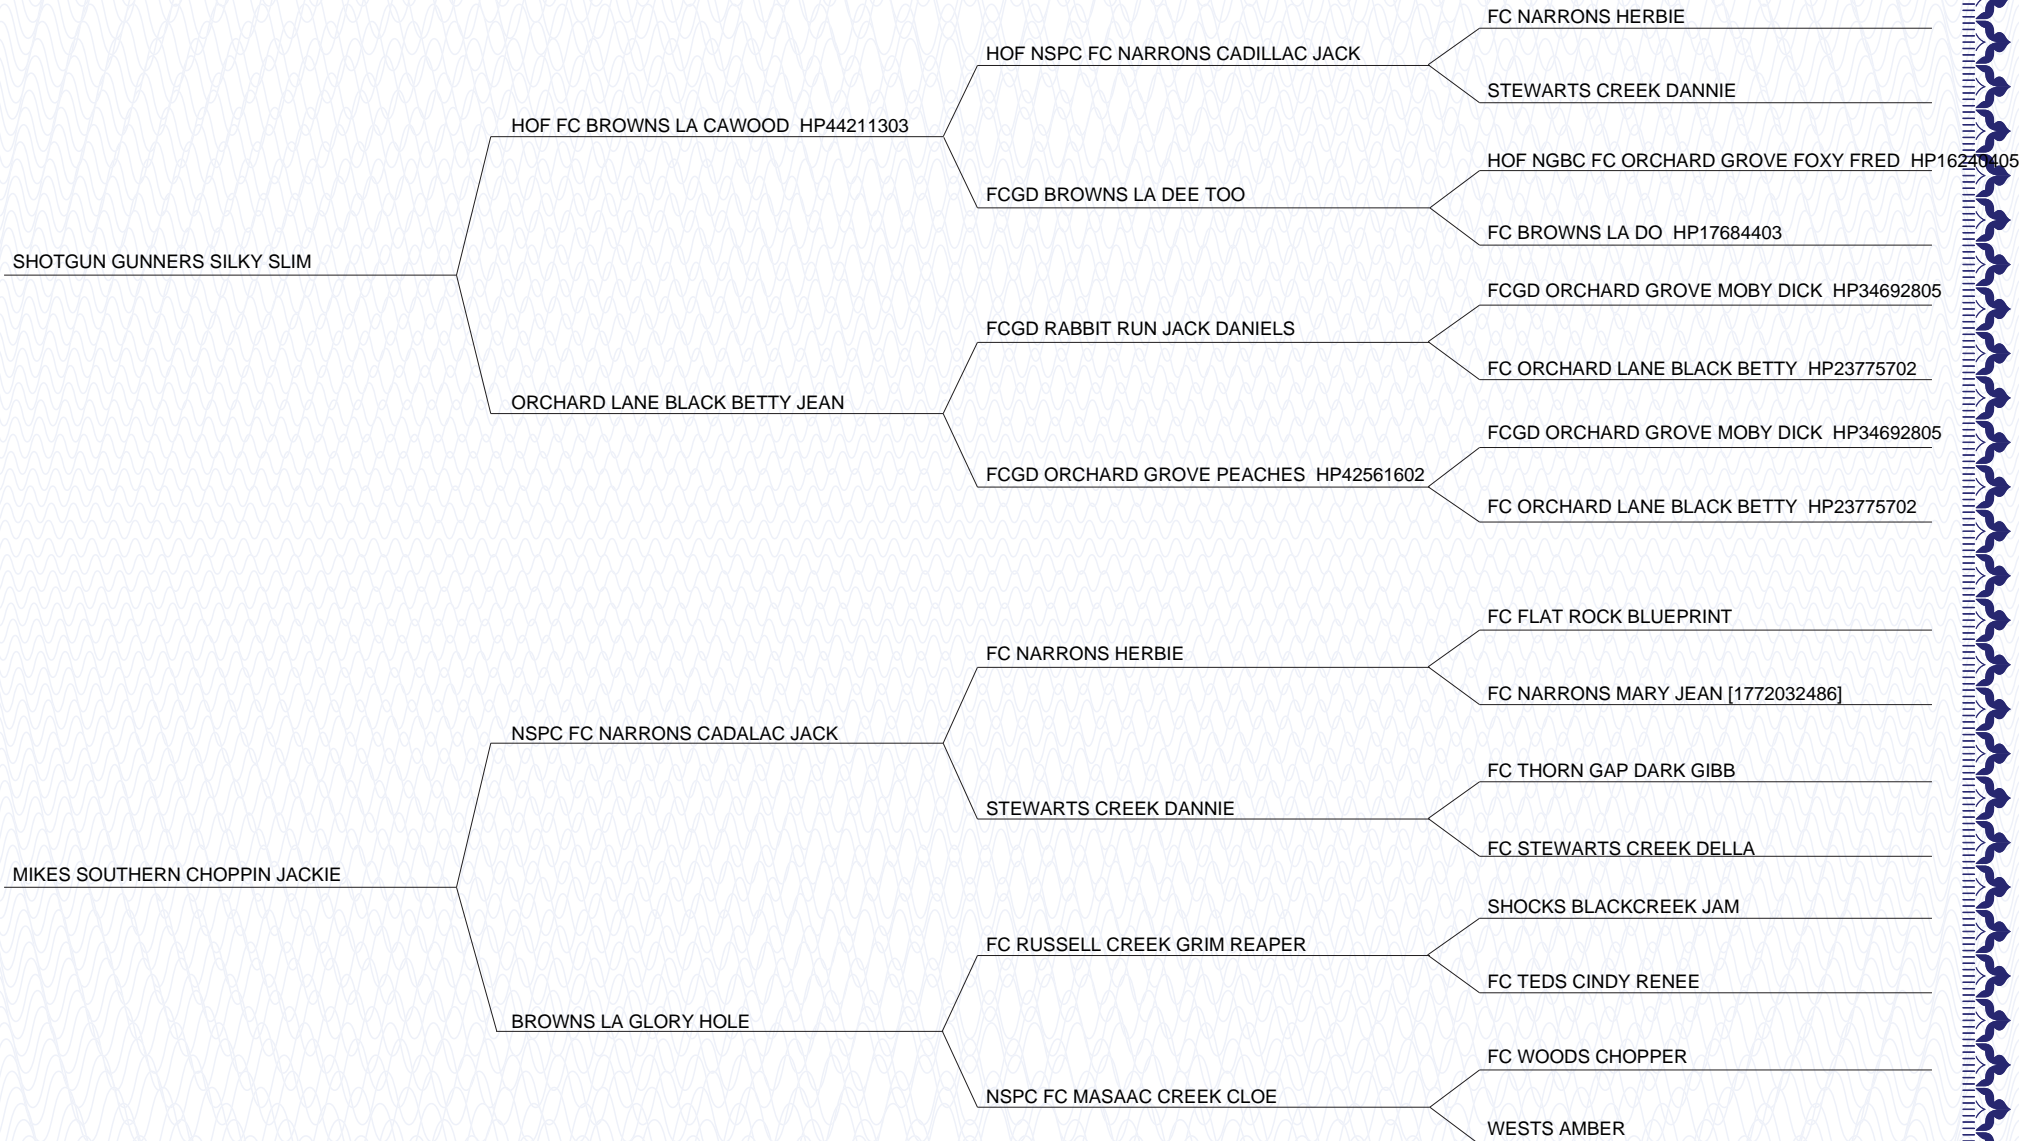 FC NARRONS HERBIE
HOF NSPC FC NARRONS CADILLAC JACK
STEWARTS CREEK DANNIE
HOF FC BROWNS LA CAWOOD HP44211303
HOF NGBC FC ORCHARD GROVE FOXY FRED HP16240405
FCGD BROWNS LA DEE TOO
FC BROWNS LA DO HP17684403
SHOTGUN GUNNERS SILKY SLIM
FCGD ORCHARD GROVE MOBY DICK HP34692805
FCGD RABBIT RUN JACK DANIELS
FC ORCHARD LANE BLACK BETTY HP23775702
ORCHARD LANE BLACK BETTY JEAN
FCGD ORCHARD GROVE MOBY DICK HP34692805
FCGD ORCHARD GROVE PEACHES HP42561602
FC ORCHARD LANE BLACK BETTY HP23775702
FC FLAT ROCK BLUEPRINT
FC NARRONS HERBIE
FC NARRONS MARY JEAN [1772032486]
NSPC FC NARRONS CADALAC JACK
FC THORN GAP DARK GIBB
STEWARTS CREEK DANNIE
FC STEWARTS CREEK DELLA
MIKES SOUTHERN CHOPPIN JACKIE
SHOCKS BLACKCREEK JAM
FC RUSSELL CREEK GRIM REAPER
FC TEDS CINDY RENEE
BROWNS LA GLORY HOLE
FC WOODS CHOPPER
NSPC FC MASAAC CREEK CLOE
WESTS AMBER